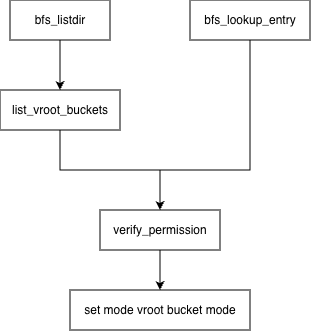 bfs_listdir
bfs_lookup_entry
list_vroot_buckets
verify_permission
set mode vroot bucket mode